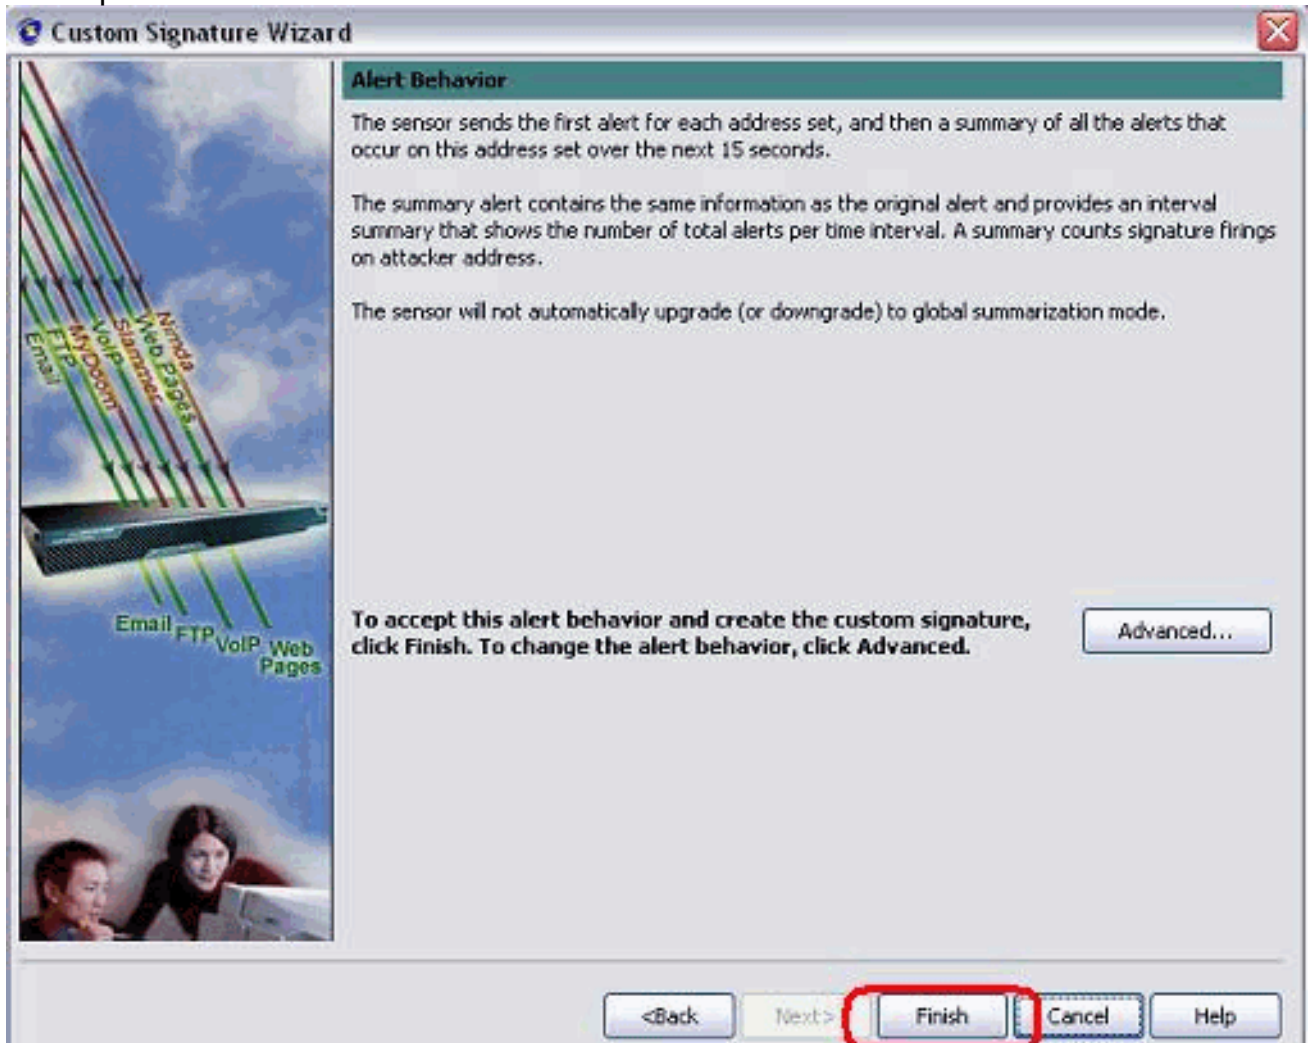 Custom Signature Wizard
Alert Behavior
The sensor sends the first alert for each address set, and then a summary of all the alerts that
occur on this address set over the next 15 seconds.
The summary alert contains the same information as the original alert and provides an interval
summary that shows the number of total alerts per time interval. A summary counts signature firings
on attacker address.
The sensor will not automatically upgrade (or downgrade) to global summarization mode.
Email
FTP
MyDoom
VoIP
Slammer
Web Pages
Nimda
Email
FTP
VoIP
Web
Pages
To accept this alert behavior and create the custom signature,
click Finish. To change the alert behavior, click Advanced.
Advanced...
<Back
Next>
Finish
Cancel
Help